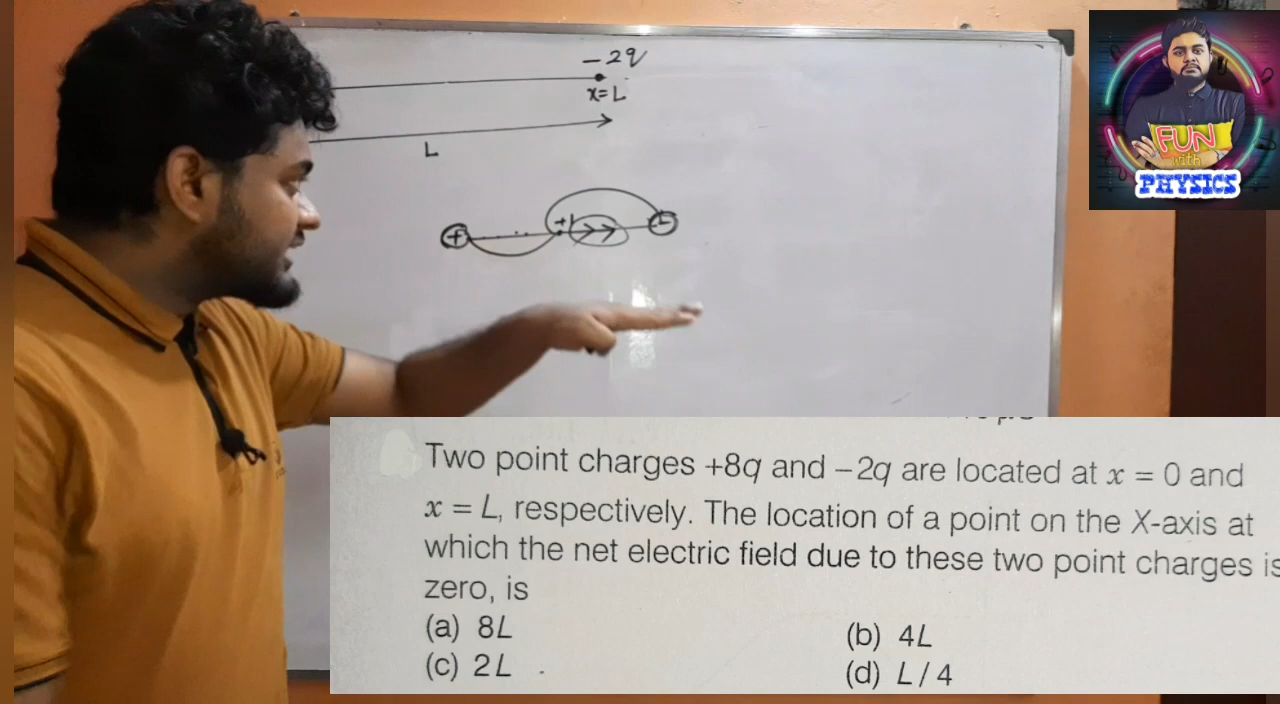 -2q
x=L
L
+ +1 -
FUN
with
PHYSICS
Two point charges +8q and -2q are located at x = 0 and
x = L, respectively. The location of a point on the X-axis at
which the net electric field due to these two point charges is
zero, is
(a) 8L (b) 4L
(c) 2L (d) L/4